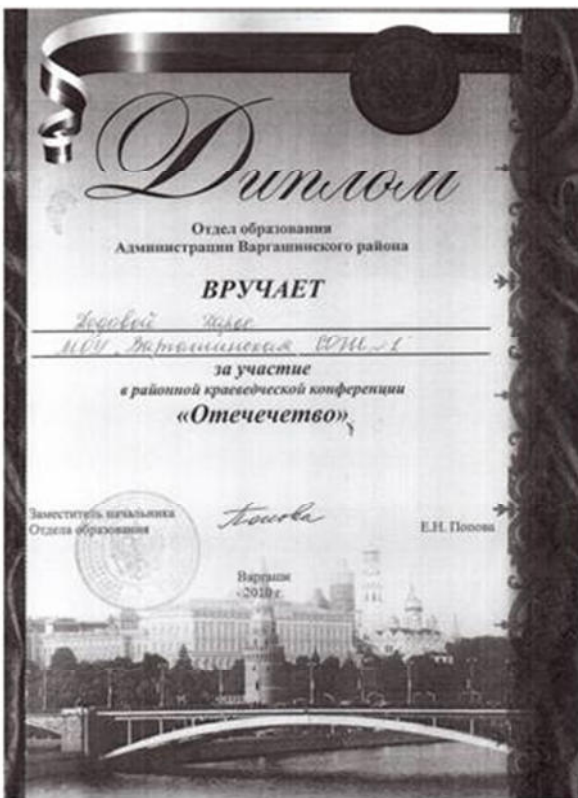 Диплом
Отдел образования
Администрации Варгашинского района
ВРУЧАЕТ
МОУ Варгашинская СОШ №1
за участие
в районной краеведческой конференции
«Отечечетво»
Заместитель начальника
Отдела образования
Попова
Е.Н. Попова
Варгаши
2010 г.